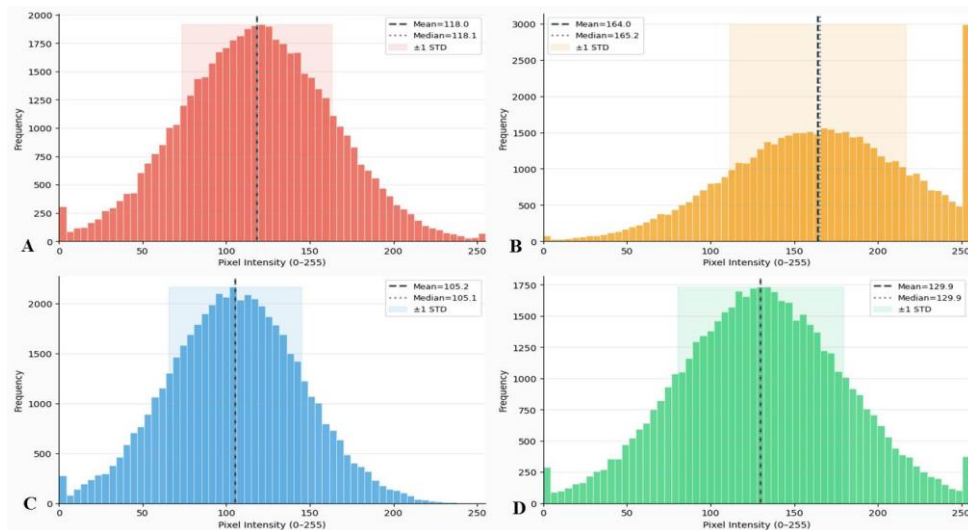 2000
1750
1500
1250
1000
750
500
250
0
Frequency
Mean=118.0
Median=118.1
±1 STD
A
0 50 100 150 200 250
Pixel Intensity (0–255)
3000
2500
2000
1500
1000
500
0
Frequency
Mean=164.0
Median=165.2
±1 STD
B
0 50 100 150 200 250
Pixel Intensity (0–255)
2000
1500
1000
500
0
Frequency
Mean=105.2
Median=105.1
±1 STD
C
0 50 100 150 200 250
Pixel Intensity (0–255)
1750
1500
1250
1000
750
500
250
0
Frequency
Mean=129.9
Median=129.9
±1 STD
D
0 50 100 150 200 250
Pixel Intensity (0–255)